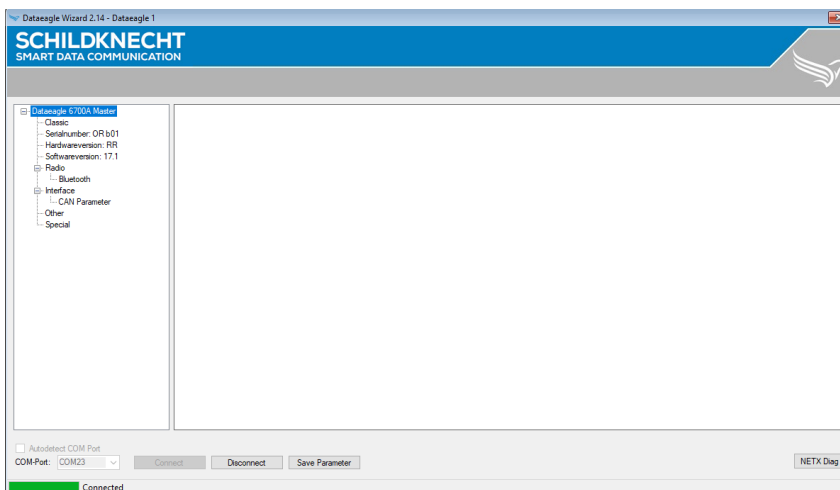 Dataeagle Wizard 2.14 - Dataeagle 1
SCHILDKNECHT
SMART DATA COMMUNICATION
Dataeagle 6700A Master
Classic
Serialnumber: OR b01
Hardwareversion: RR
Softwareversion: 17.1
Radio
Bluetooth
Interface
CAN Parameter
Other
Special
Autodetect COM Port
COM-Port: COM23 Connect Disconnect Save Parameter NETX Diag
Connected